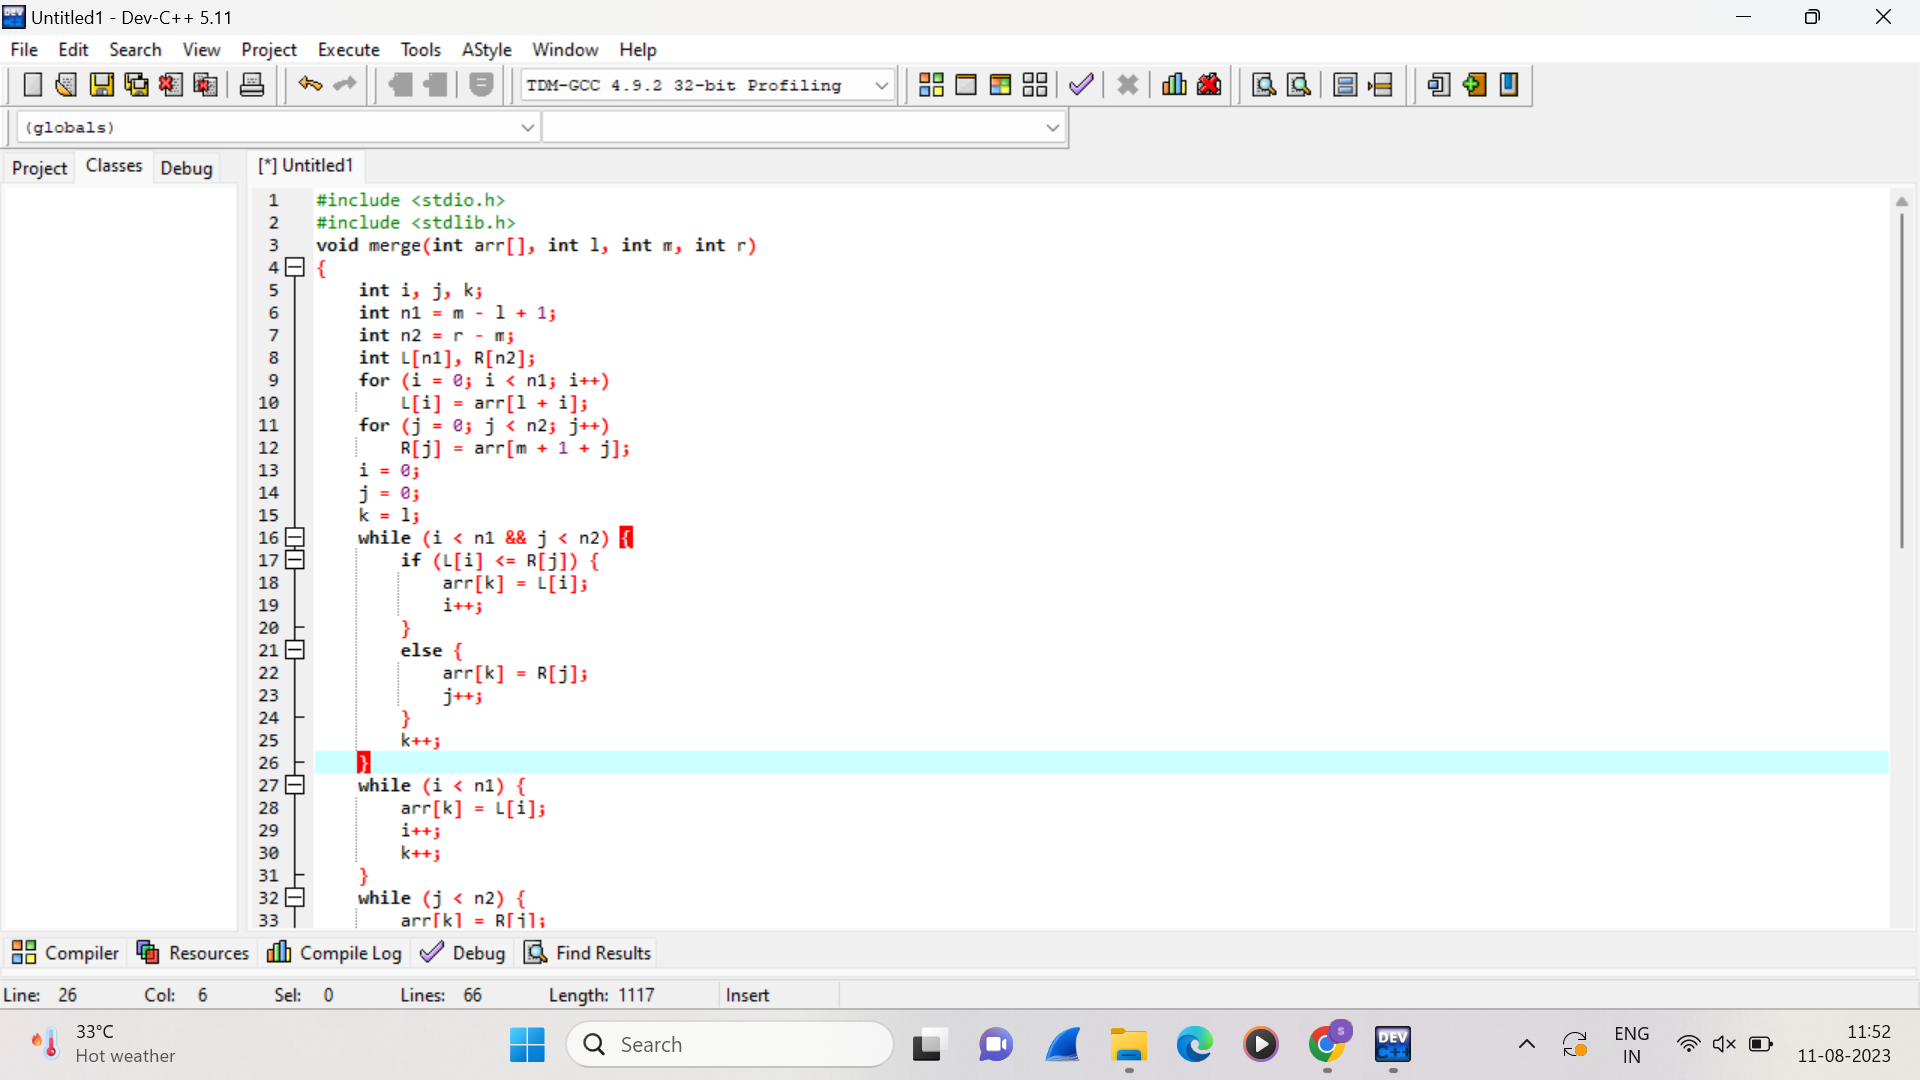 Untitled1 - Dev-C++ 5.11
File Edit Search View Project Execute Tools AStyle Window Help
TDM-GCC 4.9.2 32-bit Profiling
(globals)
Project Classes Debug [*] Untitled1
1 #include <stdio.h>
2 #include <stdlib.h>
3 void merge(int arr[], int l, int m, int r)
4 {
5 int i, j, k;
6 int n1 = m - l + 1;
7 int n2 = r - m;
8 int L[n1], R[n2];
9 for (i = 0; i < n1; i++)
10 L[i] = arr[l + i];
11 for (j = 0; j < n2; j++)
12 R[j] = arr[m + 1 + j];
13 i = 0;
14 j = 0;
15 k = l;
16 while (i < n1 && j < n2) {
17 if (L[i] <= R[j]) {
18 arr[k] = L[i];
19 i++;
20 }
21 else {
22 arr[k] = R[j];
23 j++;
24 }
25 k++;
26 }
27 while (i < n1) {
28 arr[k] = L[i];
29 i++;
30 k++;
31 }
32 while (j < n2) {
33 arr[k] = R[j];
Compiler Resources Compile Log Debug Find Results
Line: 26 Col: 6 Sel: 0 Lines: 66 Length: 1117 Insert
33°C
Hot weather
Search
S
DEV
C++
ENG
IN
11:52
11-08-2023